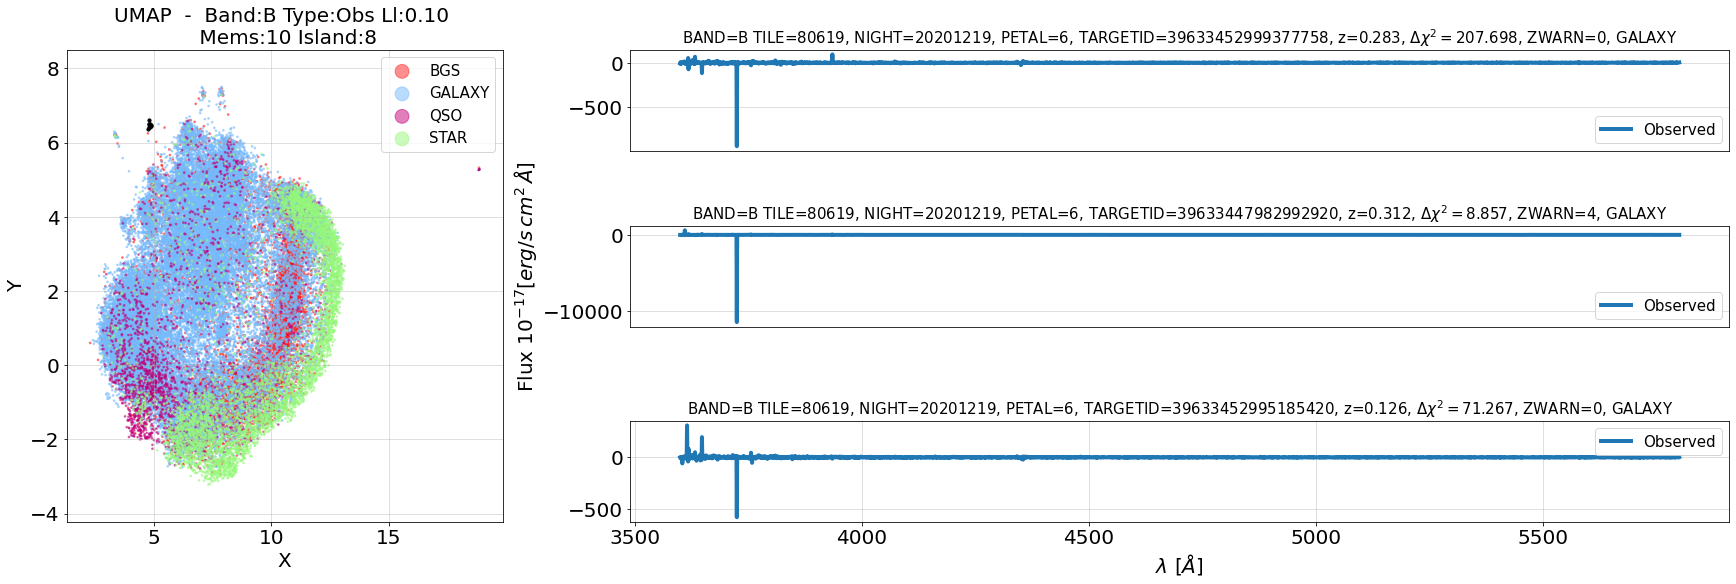 UMAP - Band:B Type:Obs Ll:0.10
Mems:10 Island:8
8
6
4
2
0
−2
−4
Y
5
10
15
X
BGS
GALAXY
QSO
STAR
Flux 10⁻¹⁷[erg/s cm² Å]
BAND=B TILE=80619, NIGHT=20201219, PETAL=6, TARGETID=39633452999377758, z=0.283, Δχ² = 207.698, ZWARN=0, GALAXY
0
−500
Observed
BAND=B TILE=80619, NIGHT=20201219, PETAL=6, TARGETID=39633447982992920, z=0.312, Δχ² = 8.857, ZWARN=4, GALAXY
0
−10000
Observed
BAND=B TILE=80619, NIGHT=20201219, PETAL=6, TARGETID=39633452995185420, z=0.126, Δχ² = 71.267, ZWARN=0, GALAXY
0
−500
Observed
3500
4000
4500
5000
5500
λ [Å]